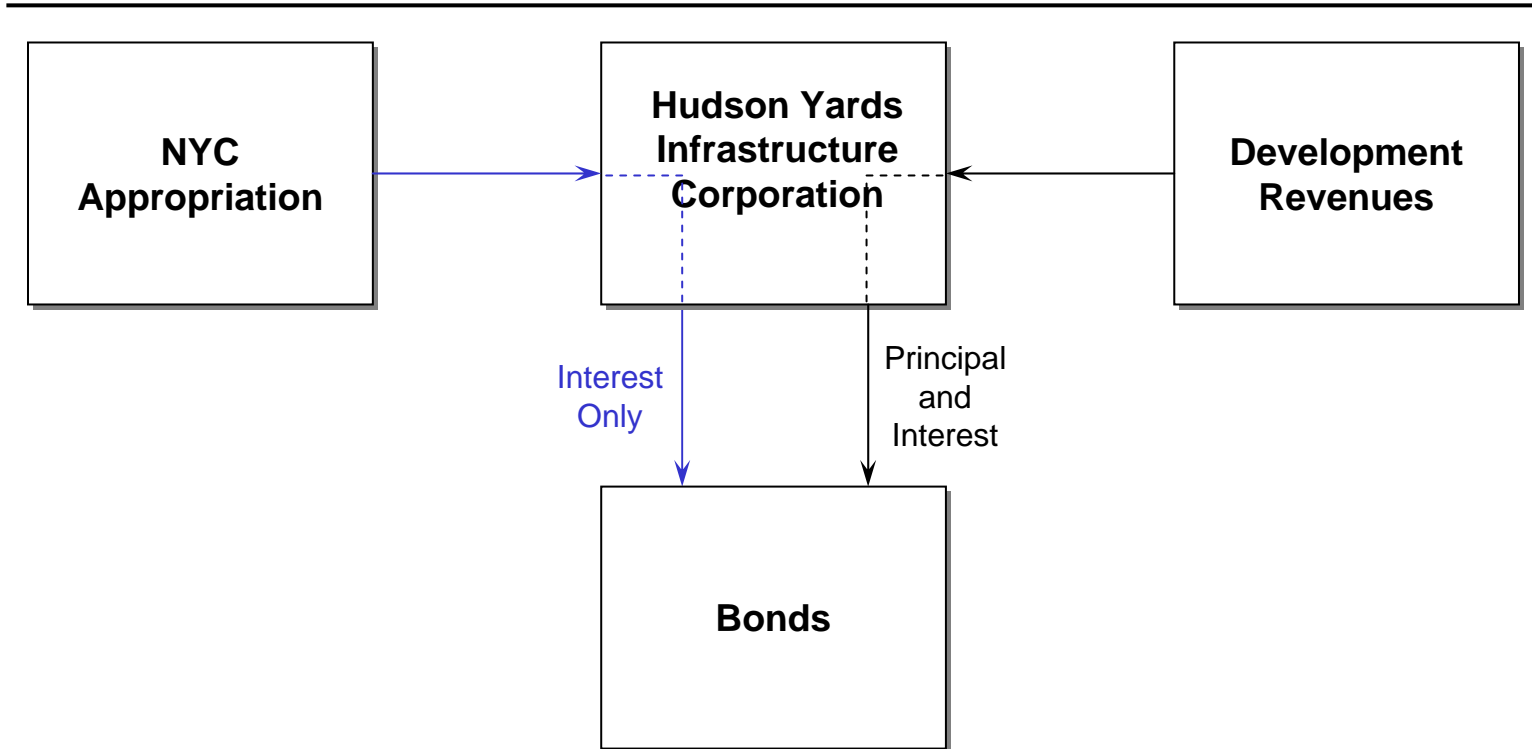 NYC
Appropriation
Hudson Yards
Infrastructure
Corporation
Development
Revenues
Interest
Only
Principal
and
Interest
Bonds